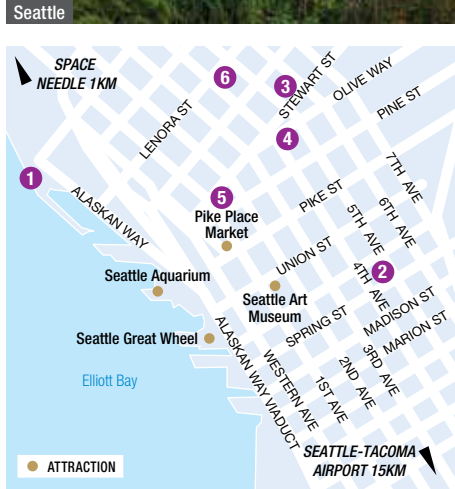 Seattle
SPACE
NEEDLE 1KM
6
3
STEWART ST
OLIVE WAY
PINE ST
LENORA ST
4
7TH AVE
1
5
PIKE ST
6TH AVE
ALASKAN WAY
Pike Place
Market
5TH AVE
UNION ST
2
4TH AVE
Seattle Aquarium
Seattle Art
Museum
MADISON ST
SPRING ST
MARION ST
Seattle Great Wheel
ALASKAN WAY VIADUCT
WESTERN AVE
1ST AVE
2ND AVE
3RD AVE
Elliott Bay
SEATTLE-TACOMA
AIRPORT 15KM
ATTRACTION